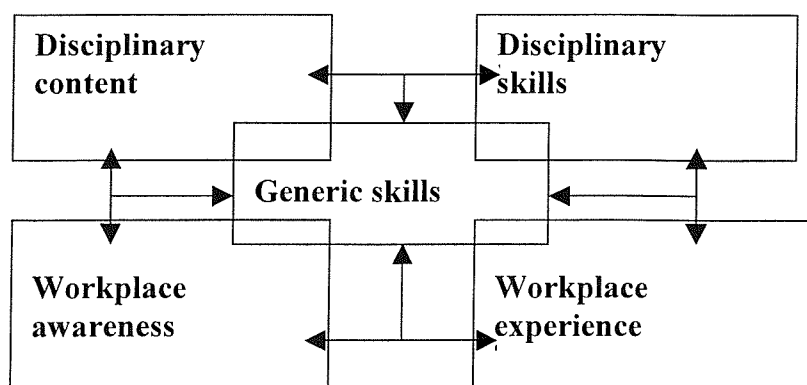 Disciplinary
content
Disciplinary
skills
Generic skills
Workplace
awareness
Workplace
experience